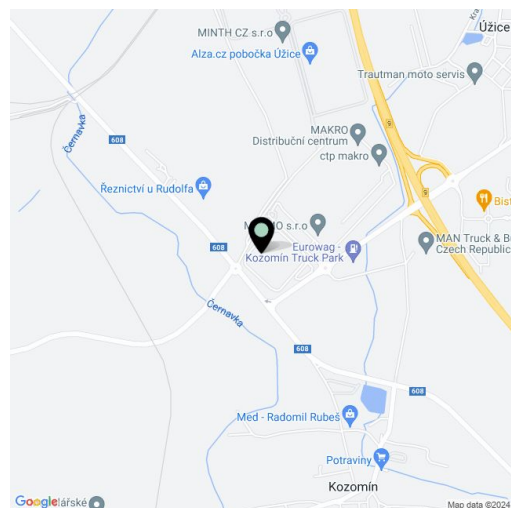 Úžice
MINTH CZ s.r.o
Alza.cz pobočka Úžice
Trautman moto servis
Černavka
608
MAKRO
Distribuční centrum
ctp makro
Řeznictví u Rudolfa
s.r.o
608
Eurowag -
Kozomín Truck Park
MAN Truck & B
Czech Republic
Černavka
608
608
Med - Radomil Rubeš
Potraviny
Kozomín
Google
lářské
Map data ©2024